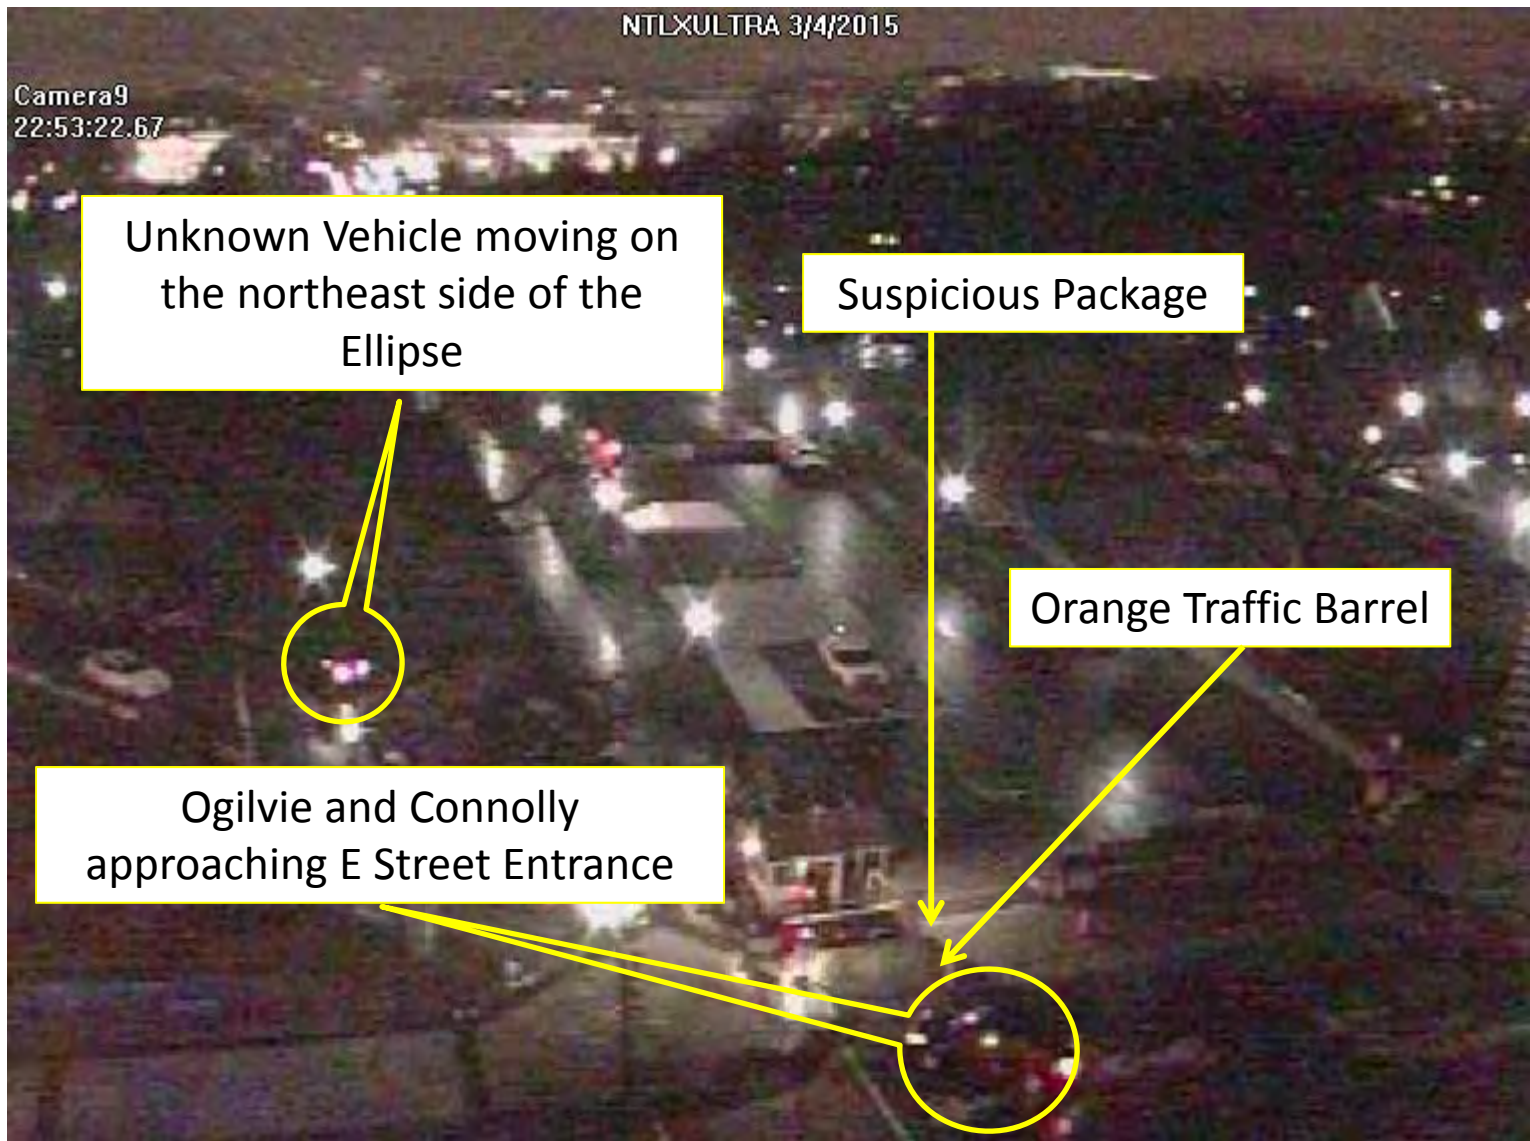 NTLXULTRA 3/4/2015
Camera9
22:53:22.67
Unknown Vehicle moving on
the northeast side of the
Ellipse
Suspicious Package
Orange Traffic Barrel
Ogilvie and Connolly
approaching E Street Entrance